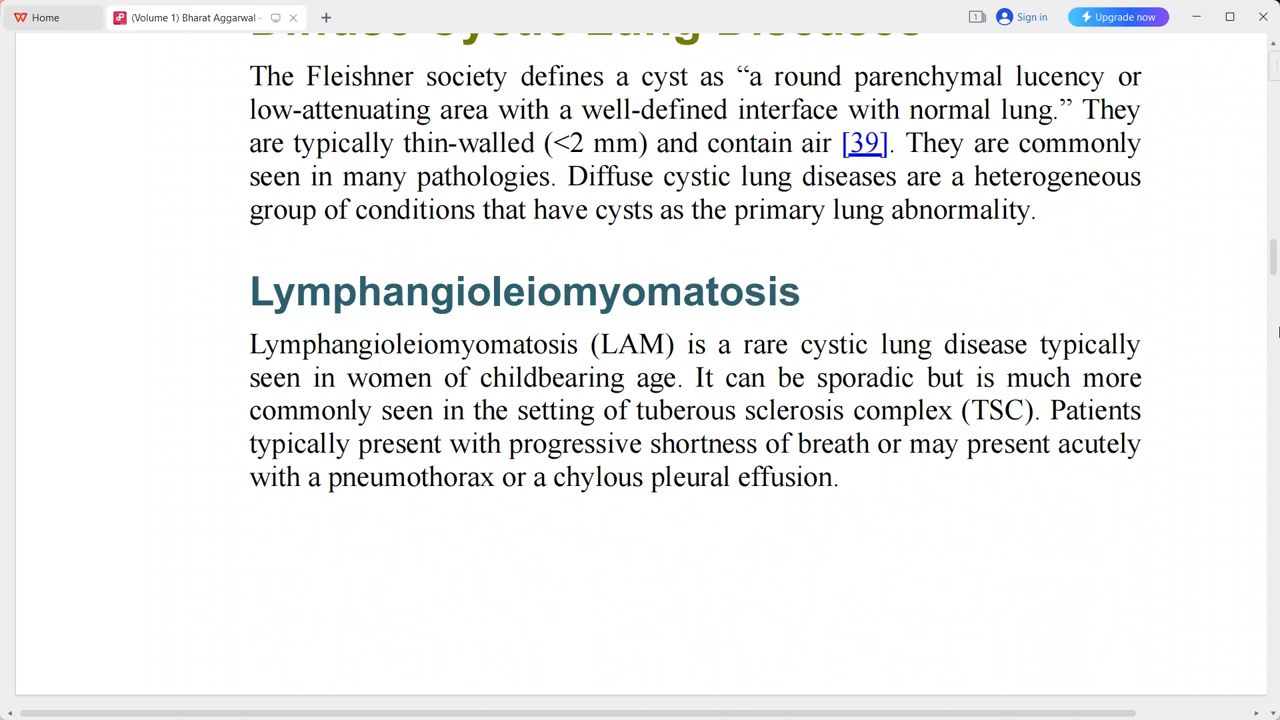 Home
(Volume 1) Bharat Aggarwal -
1
Sign in
Upgrade now
Diffuse Cystic Lung Diseases
The Fleishner society defines a cyst as “a round parenchymal lucency or
low-attenuating area with a well-defined interface with normal lung.” They
are typically thin-walled (<2 mm) and contain air [39]. They are commonly
seen in many pathologies. Diffuse cystic lung diseases are a heterogeneous
group of conditions that have cysts as the primary lung abnormality.
Lymphangioleiomyomatosis
Lymphangioleiomyomatosis (LAM) is a rare cystic lung disease typically
seen in women of childbearing age. It can be sporadic but is much more
commonly seen in the setting of tuberous sclerosis complex (TSC). Patients
typically present with progressive shortness of breath or may present acutely
with a pneumothorax or a chylous pleural effusion.